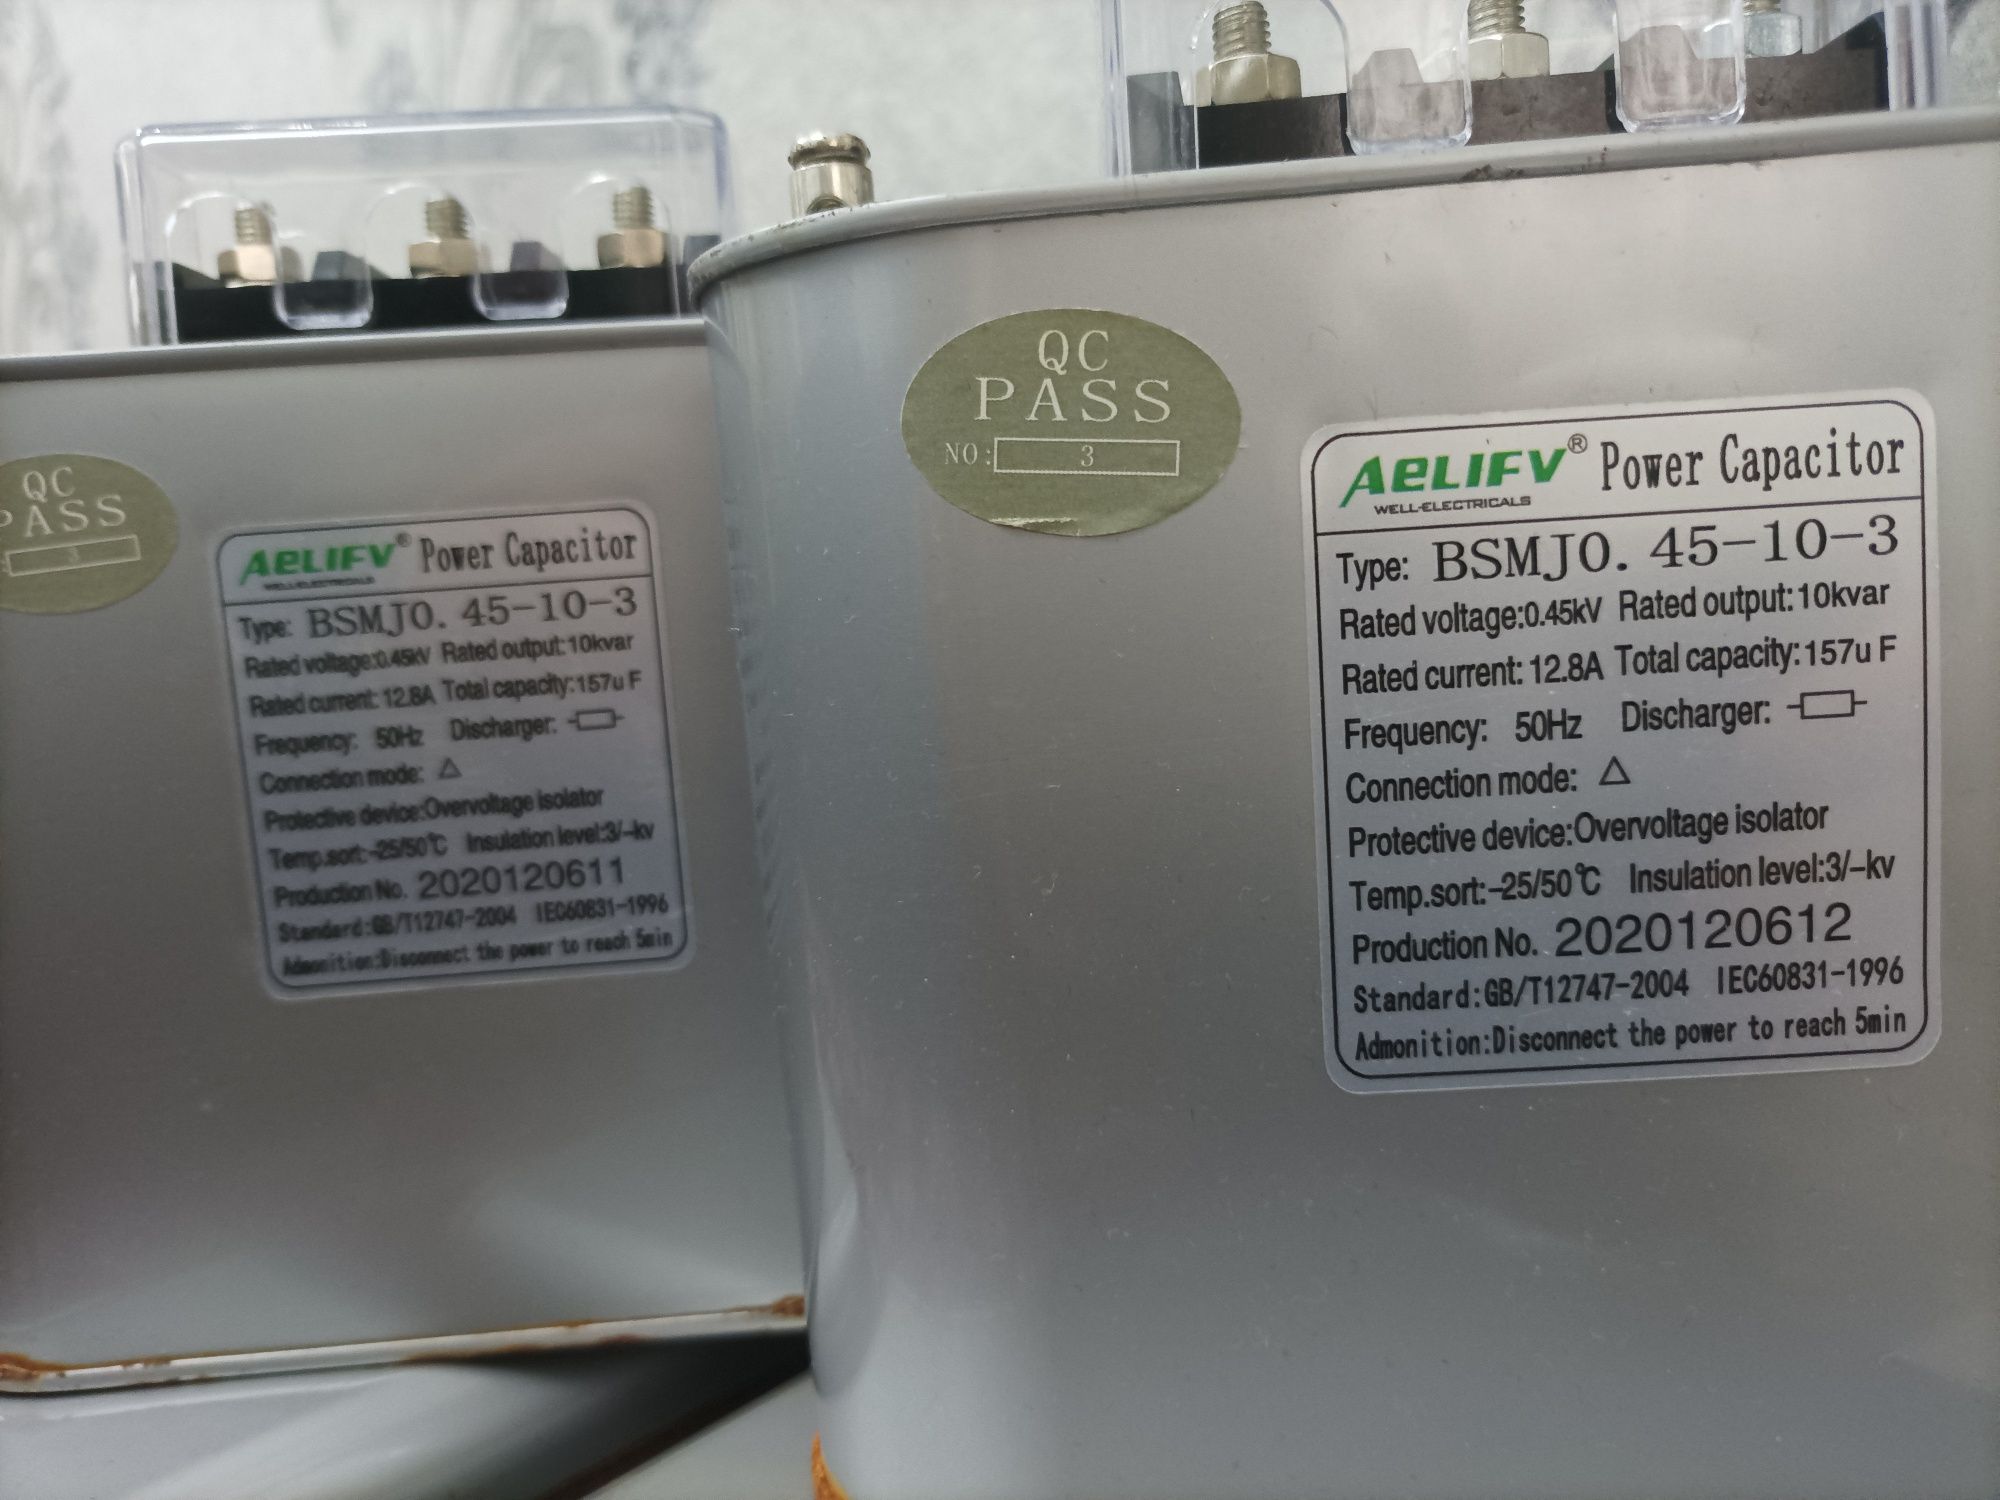 QC
PASS
3
AELIFV® Power Capacitor
WELL-ELECTRICALS
Type: BSMJ0. 45-10-3
Rated voltage:0.45kV Rated output:10kvar
Rated current: 12.8A Total capacity:157u F
Frequency: 50Hz Discharger:
Connection mode: △
Protective device:Overvoltage isolator
Temp.sort:-25/50℃ Insulation level:3/-kv
Production No. 2020120611
Standard:GB/T12747-2004 IEC60831-1996
Admonition:Disconnect the power to reach 5min
QC
PASS
NO: 3
AELIFV® Power Capacitor
WELL-ELECTRICALS
Type: BSMJ0. 45-10-3
Rated voltage:0.45kV Rated output:10kvar
Rated current: 12.8A Total capacity:157u F
Frequency: 50Hz Discharger:
Connection mode: △
Protective device:Overvoltage isolator
Temp.sort:-25/50℃ Insulation level:3/-kv
Production No. 2020120612
Standard:GB/T12747-2004 IEC60831-1996
Admonition:Disconnect the power to reach 5min